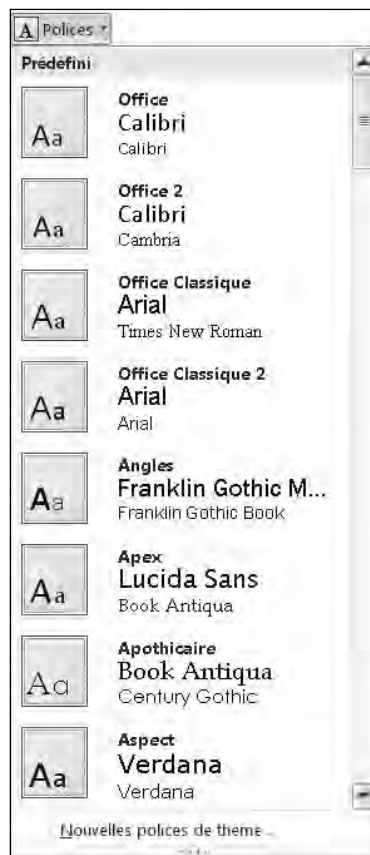 A Polices
Prédéfini
Aa
Office
Calibri
Calibri
Aa
Office 2
Calibri
Cambria
Aa
Office Classique
Arial
Times New Roman
Aa
Office Classique 2
Arial
Arial
Aa
Angles
Franklin Gothic M...
Franklin Gothic Book
Aa
Apex
Lucida Sans
Book Antiqua
Aa
Apothicaire
Book Antiqua
Century Gothic
Aa
Aspect
Verdana
Verdana
Nouvelles polices de thème...